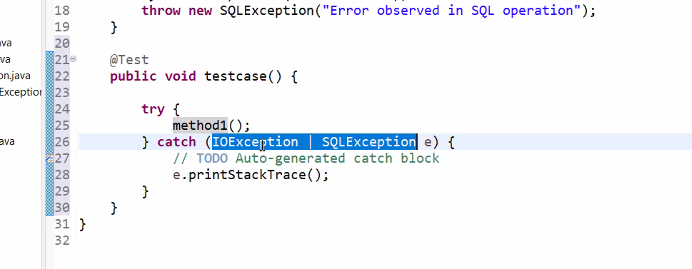 18 throw new SQLException("Error observed in SQL operation");
19 }
20
21 @Test
22 public void testcase() {
23
24 try {
25 method1();
26 } catch (IOException | SQLException e) {
27 // TODO Auto-generated catch block
28 e.printStackTrace();
29 }
30 }
31 }
32
ava
va
on.java
Exception
ava